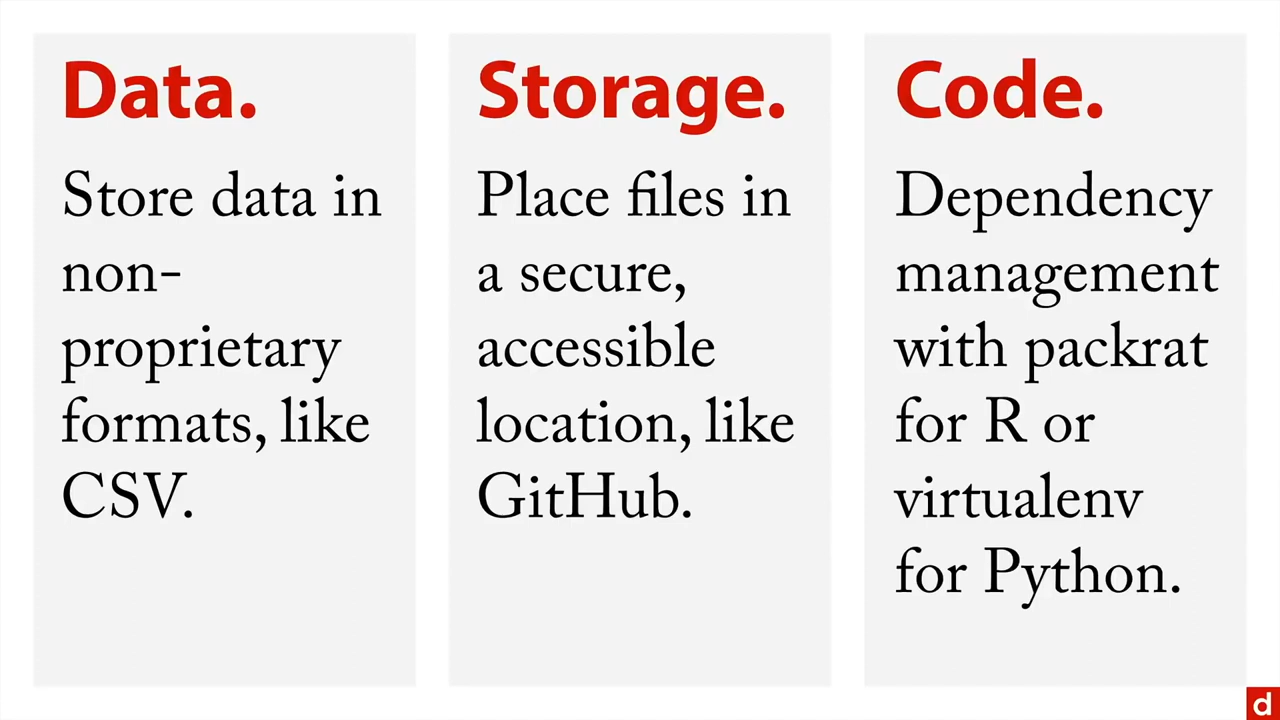 Data.
Store data in
non-
proprietary
formats, like
CSV.
Storage.
Place files in
a secure,
accessible
location, like
GitHub.
Code.
Dependency
management
with packrat
for R or
virtualenv
for Python.
d